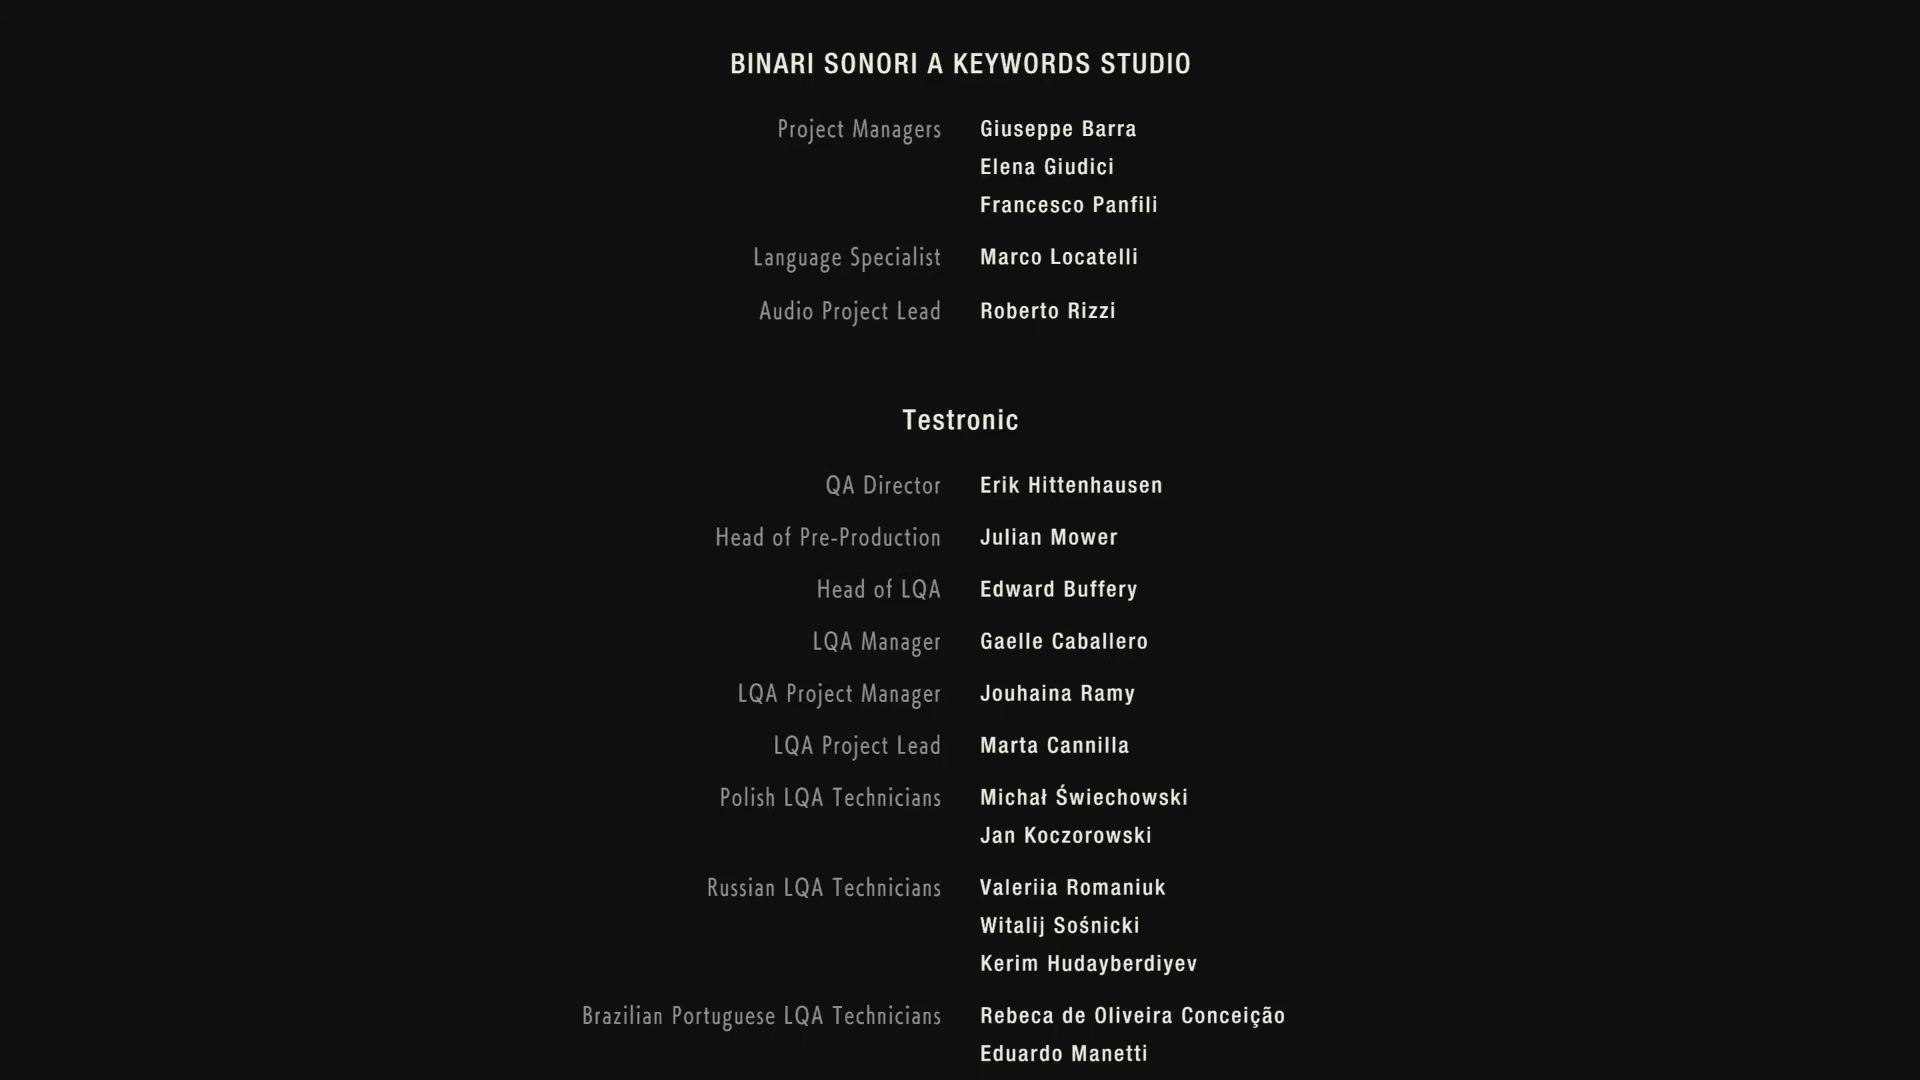 BINARI SONORI A KEYWORDS STUDIO
Project Managers Giuseppe Barra
Elena Giudici
Francesco Panfili
Language Specialist Marco Locatelli
Audio Project Lead Roberto Rizzi
Testronic
QA Director Erik Hittenhausen
Head of Pre-Production Julian Mower
Head of LQA Edward Buffery
LQA Manager Gaelle Caballero
LQA Project Manager Jouhaina Ramy
LQA Project Lead Marta Cannilla
Polish LQA Technicians Michał Świechowski
Jan Koczorowski
Russian LQA Technicians Valeriia Romaniuk
Witalij Sośnicki
Kerim Hudayberdiyev
Brazilian Portuguese LQA Technicians Rebeca de Oliveira Conceição
Eduardo Manetti